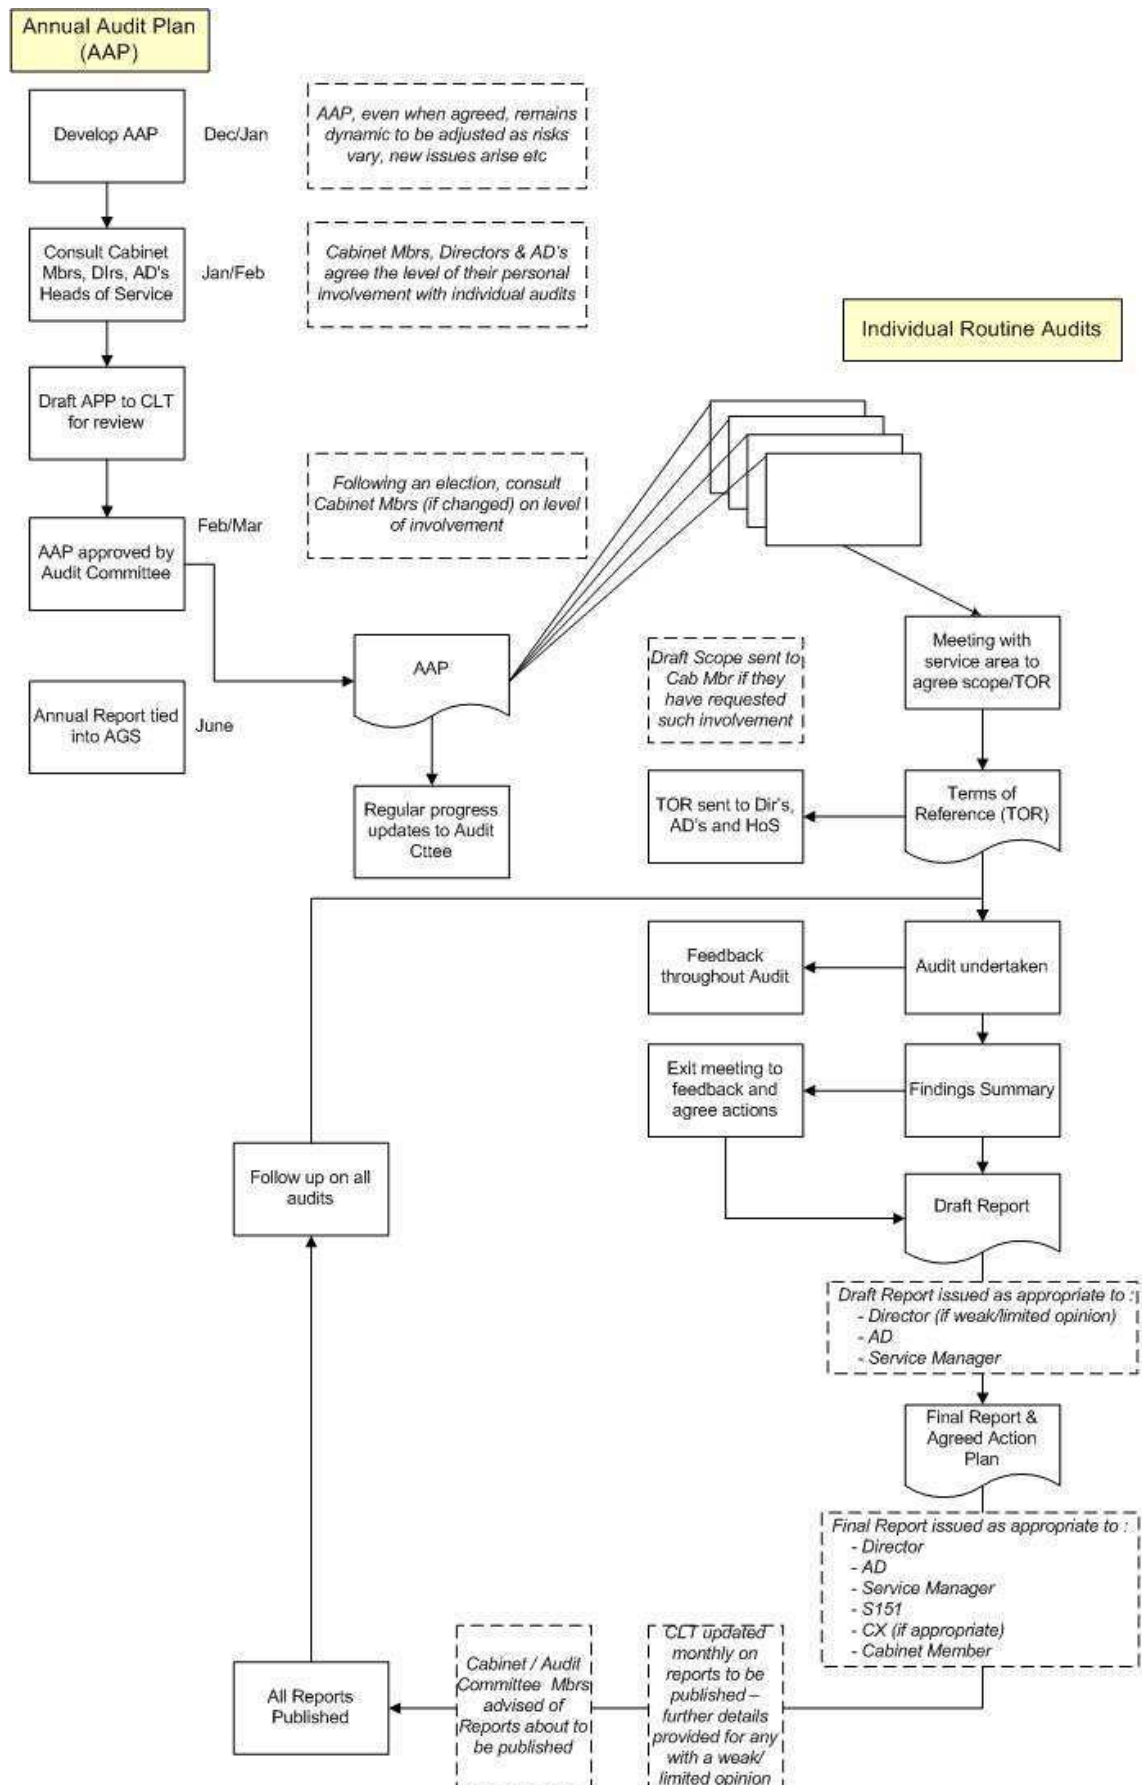 Annual Audit Plan
(AAP)
Develop AAP
Dec/Jan
AAP, even when agreed, remains
dynamic to be adjusted as risks
vary, new issues arise etc
Consult Cabinet
Mbrs, DIrs, AD's
Heads of Service
Jan/Feb
Cabinet Mbrs, Directors & AD's
agree the level of their personal
involvement with individual audits
Individual Routine Audits
Draft APP to CLT
for review
Following an election, consult
Cabinet Mbrs (if changed) on level
of involvement
Feb/Mar
AAP approved by
Audit Committee
AAP
Annual Report tied
into AGS
June
Regular progress
updates to Audit
Cttee
Meeting with
service area to
agree scope/TOR
Draft Scope sent to
Cab Mbr if they
have requested
such involvement
Terms of
Reference (TOR)
TOR sent to Dir's,
AD's and HoS
Audit undertaken
Feedback
throughout Audit
Findings Summary
Exit meeting to
feedback and
agree actions
Draft Report
Draft Report issued as appropriate to :
- Director (if weak/limited opinion)
- AD
- Service Manager
Final Report &
Agreed Action
Plan
Final Report issued as appropriate to :
- Director
- AD
- Service Manager
- S151
- CX (if appropriate)
- Cabinet Member
CLT updated
monthly on
reports to be
published –
further details
provided for any
with a weak/
limited opinion
Cabinet / Audit
Committee Mbrs
advised of
Reports about to
be published
All Reports
Published
Follow up on all
audits